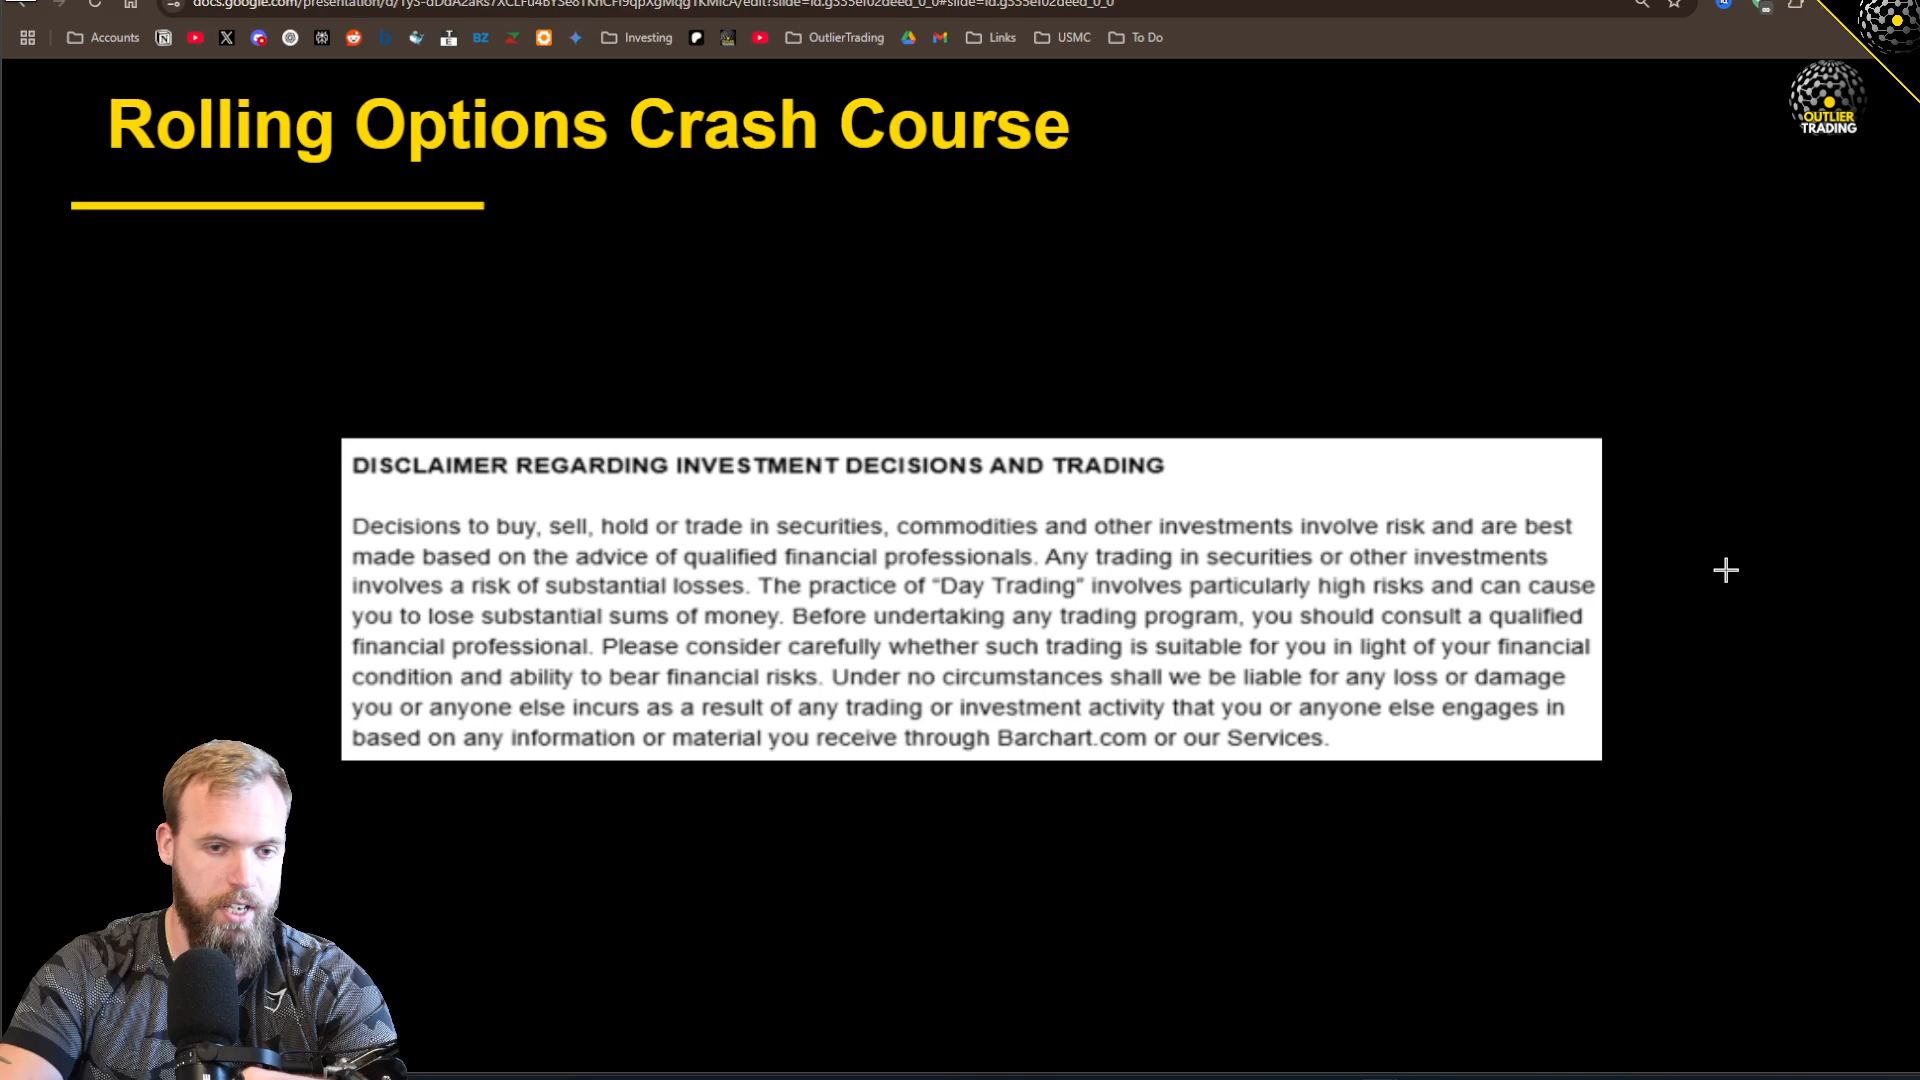 Accounts
BZ
Investing
OutlierTrading
Links
USMC
To Do
Rolling Options Crash Course
OUTLIER
TRADING
DISCLAIMER REGARDING INVESTMENT DECISIONS AND TRADING
Decisions to buy, sell, hold or trade in securities, commodities and other investments involve risk and are best
made based on the advice of qualified financial professionals. Any trading in securities or other investments
involves a risk of substantial losses. The practice of “Day Trading” involves particularly high risks and can cause
you to lose substantial sums of money. Before undertaking any trading program, you should consult a qualified
financial professional. Please consider carefully whether such trading is suitable for you in light of your financial
condition and ability to bear financial risks. Under no circumstances shall we be liable for any loss or damage
you or anyone else incurs as a result of any trading or investment activity that you or anyone else engages in
based on any information or material you receive through Barchart.com or our Services.